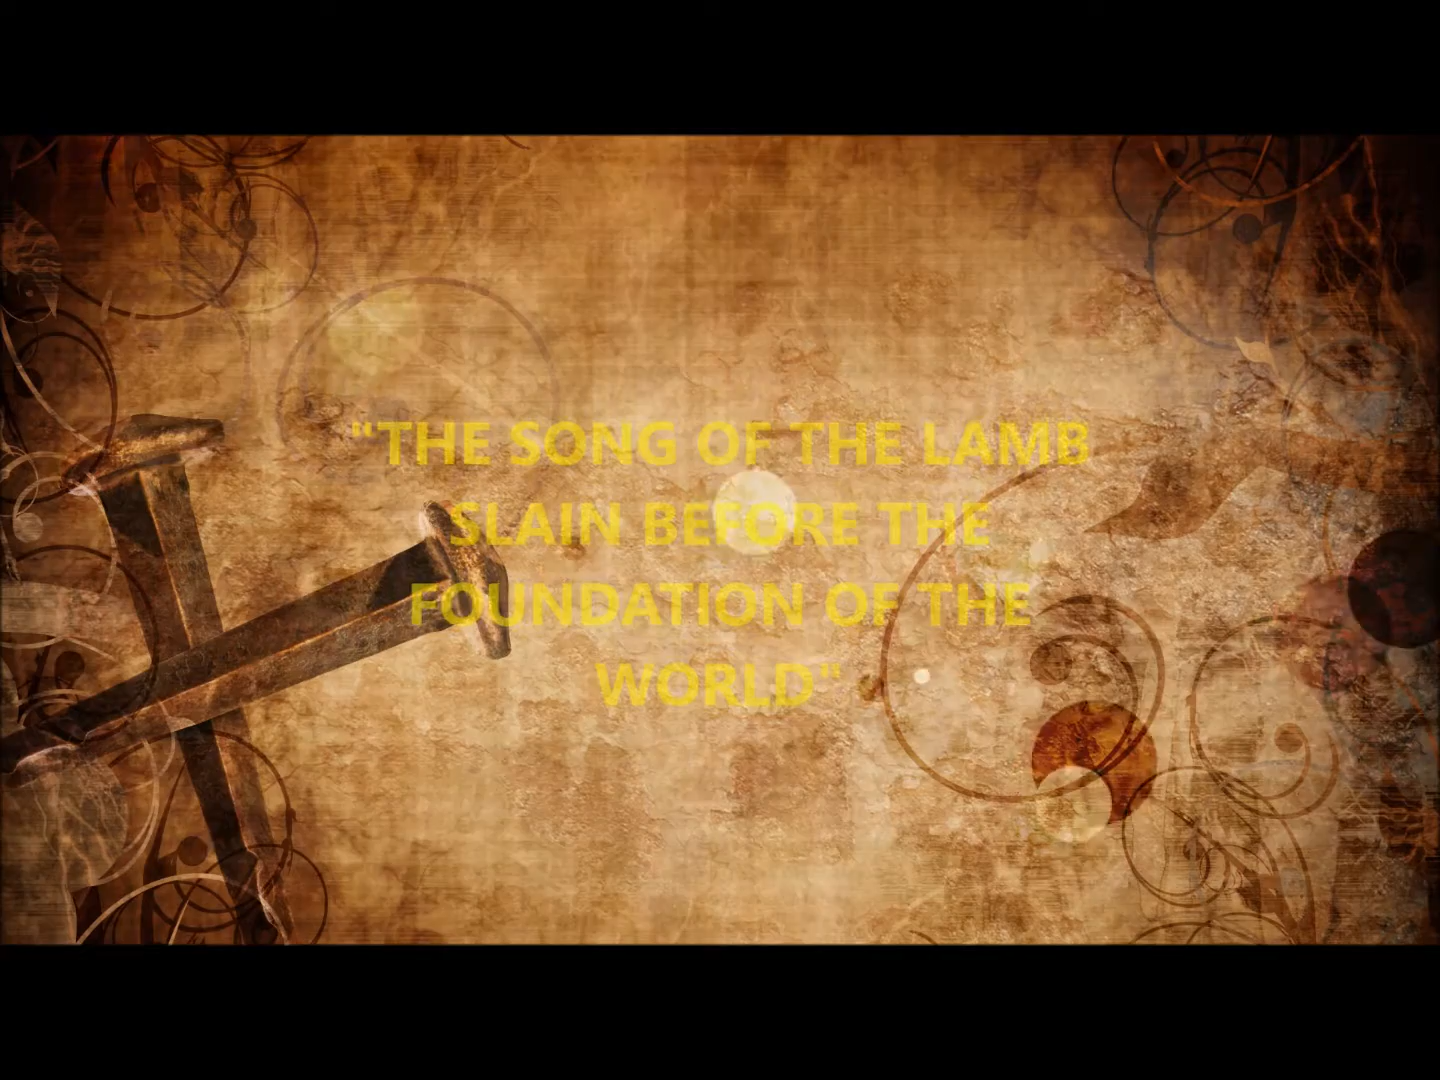 "THE SONG OF THE LAMB
SLAIN BEFORE THE
FOUNDATION OF THE
WORLD"